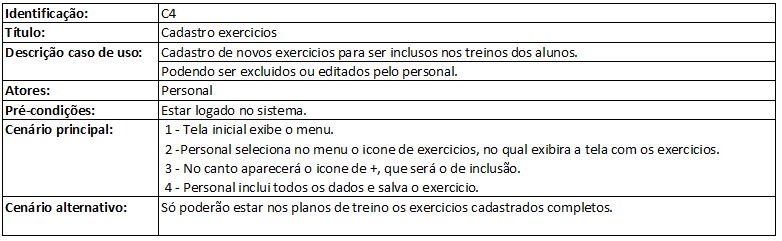 Identificação: C4
Título: Cadastro exercicios
Descrição caso de uso: Cadastro de novos exercicios para ser inclusos nos treinos dos alunos.
Podendo ser excluidos ou editados pelo personal.
Atores: Personal
Pré-condições: Estar logado no sistema.
Cenário principal: 1 - Tela inicial exibe o menu.
2 -Personal seleciona no menu o icone de exercicios, no qual exibira a tela com os exercicios.
3 - No canto aparecerá o icone de +, que será o de inclusão.
4 - Personal inclui todos os dados e salva o exercicio.
Cenário alternativo: Só poderão estar nos planos de treino os exercicios cadastrados completos.